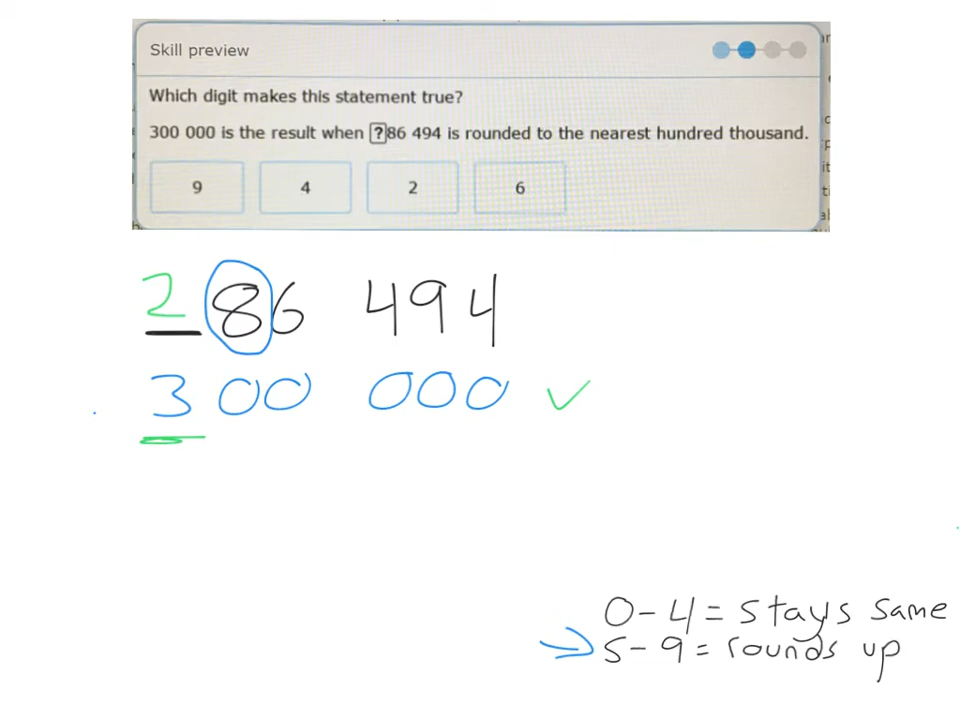 Skill preview
Which digit makes this statement true?
300 000 is the result when ?86 494 is rounded to the nearest hundred thousand.
9 4 2 6
286 494
300 000 ✓
0-4 = stays same
→ 5-9 = rounds up